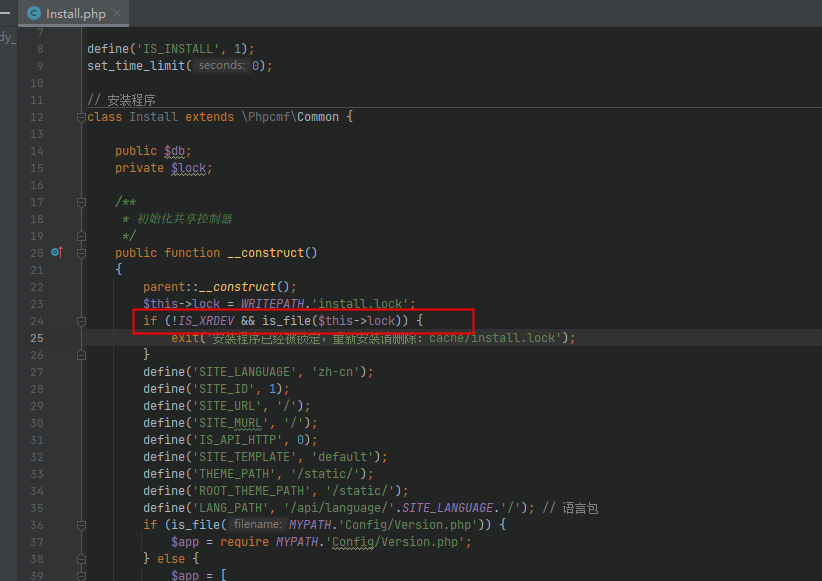 Install.php ×
dy_
7
8 define('IS_INSTALL', 1);
9 set_time_limit( seconds: 0);
10
11 // 安装程序
12 class Install extends \Phpcmf\Common {
13
14 public $db;
15 private $lock;
16
17 /**
18 * 初始化共享控制器
19 */
20 public function __construct()
21 {
22 parent::__construct();
23 $this->lock = WRITEPATH.'install.lock';
24 if (!IS_XRDEV && is_file($this->lock)) {
25 exit('安装程序已经被锁定，重新安装请删除：cache/install.lock');
26 }
27 define('SITE_LANGUAGE', 'zh-cn');
28 define('SITE_ID', 1);
29 define('SITE_URL', '/');
30 define('SITE_MURL', '/');
31 define('IS_API_HTTP', 0);
32 define('SITE_TEMPLATE', 'default');
33 define('THEME_PATH', '/static/');
34 define('ROOT_THEME_PATH', '/static/');
35 define('LANG_PATH', '/api/language/'.SITE_LANGUAGE.'/'); // 语言包
36 if (is_file( filename: MYPATH.'Config/Version.php')) {
37 $app = require MYPATH.'Config/Version.php';
38 } else {
39 $app = [